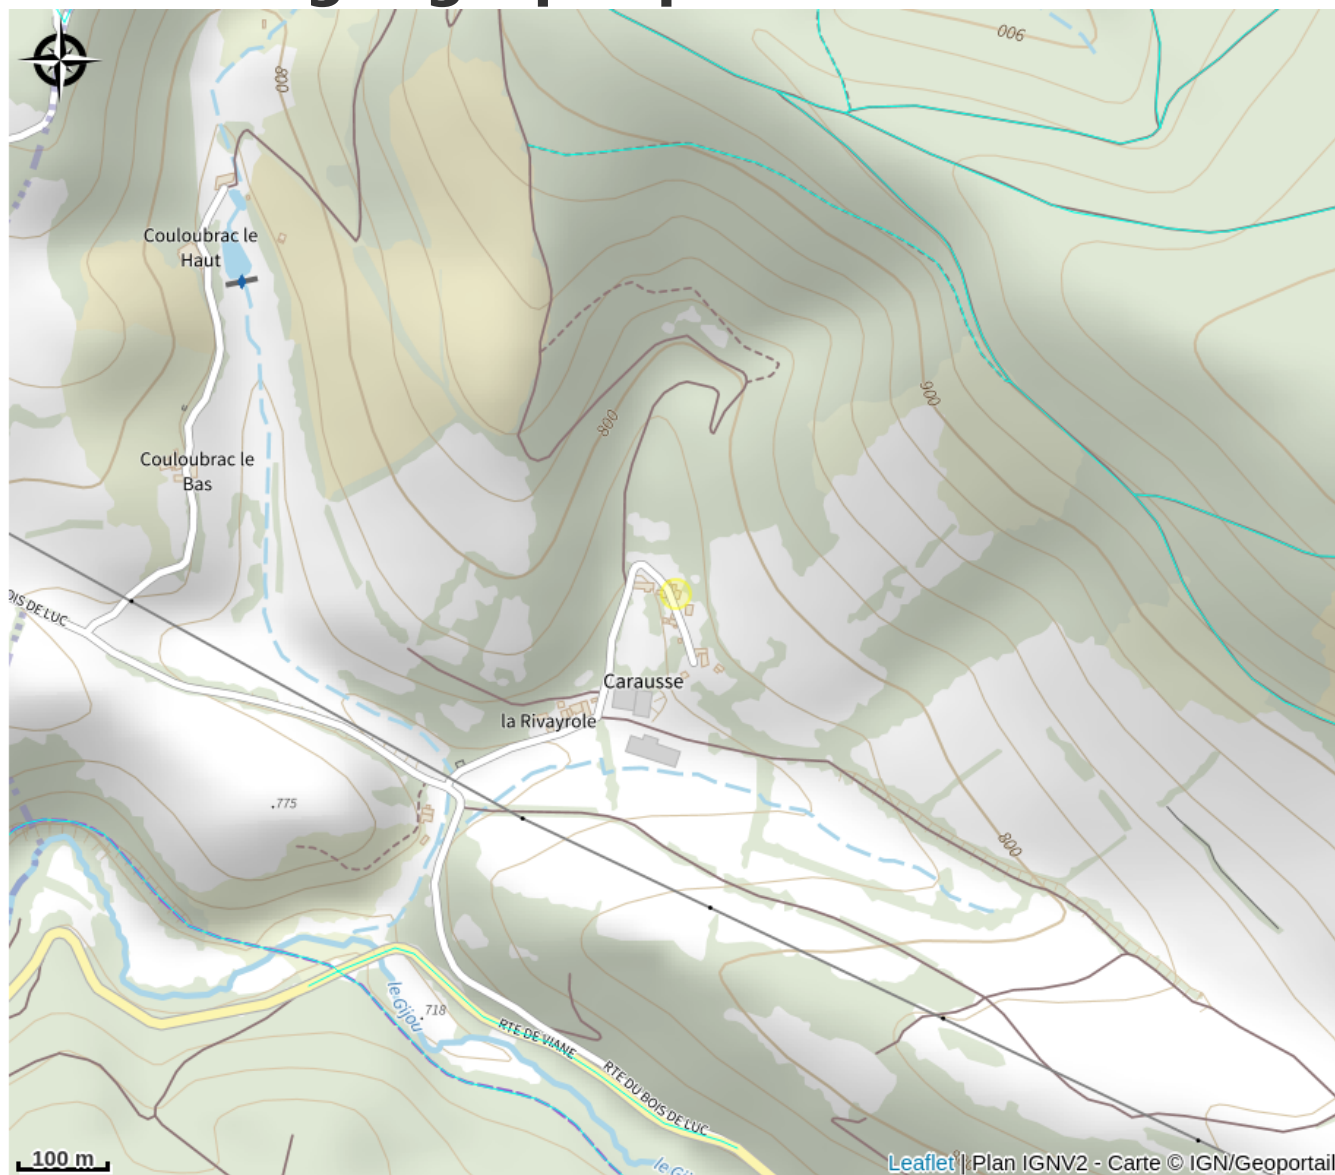 900
800
Couloubrac le
Haut
900
800
Couloubrac le
Bas
OIS DE LUC
Carausse
la Rivayrole
775
800
le Gijou
718
RTE DE VIANE
RTE DU BOIS DE LUC
100 m
Leaflet | Plan IGNV2 - Carte © IGN/Geoportail